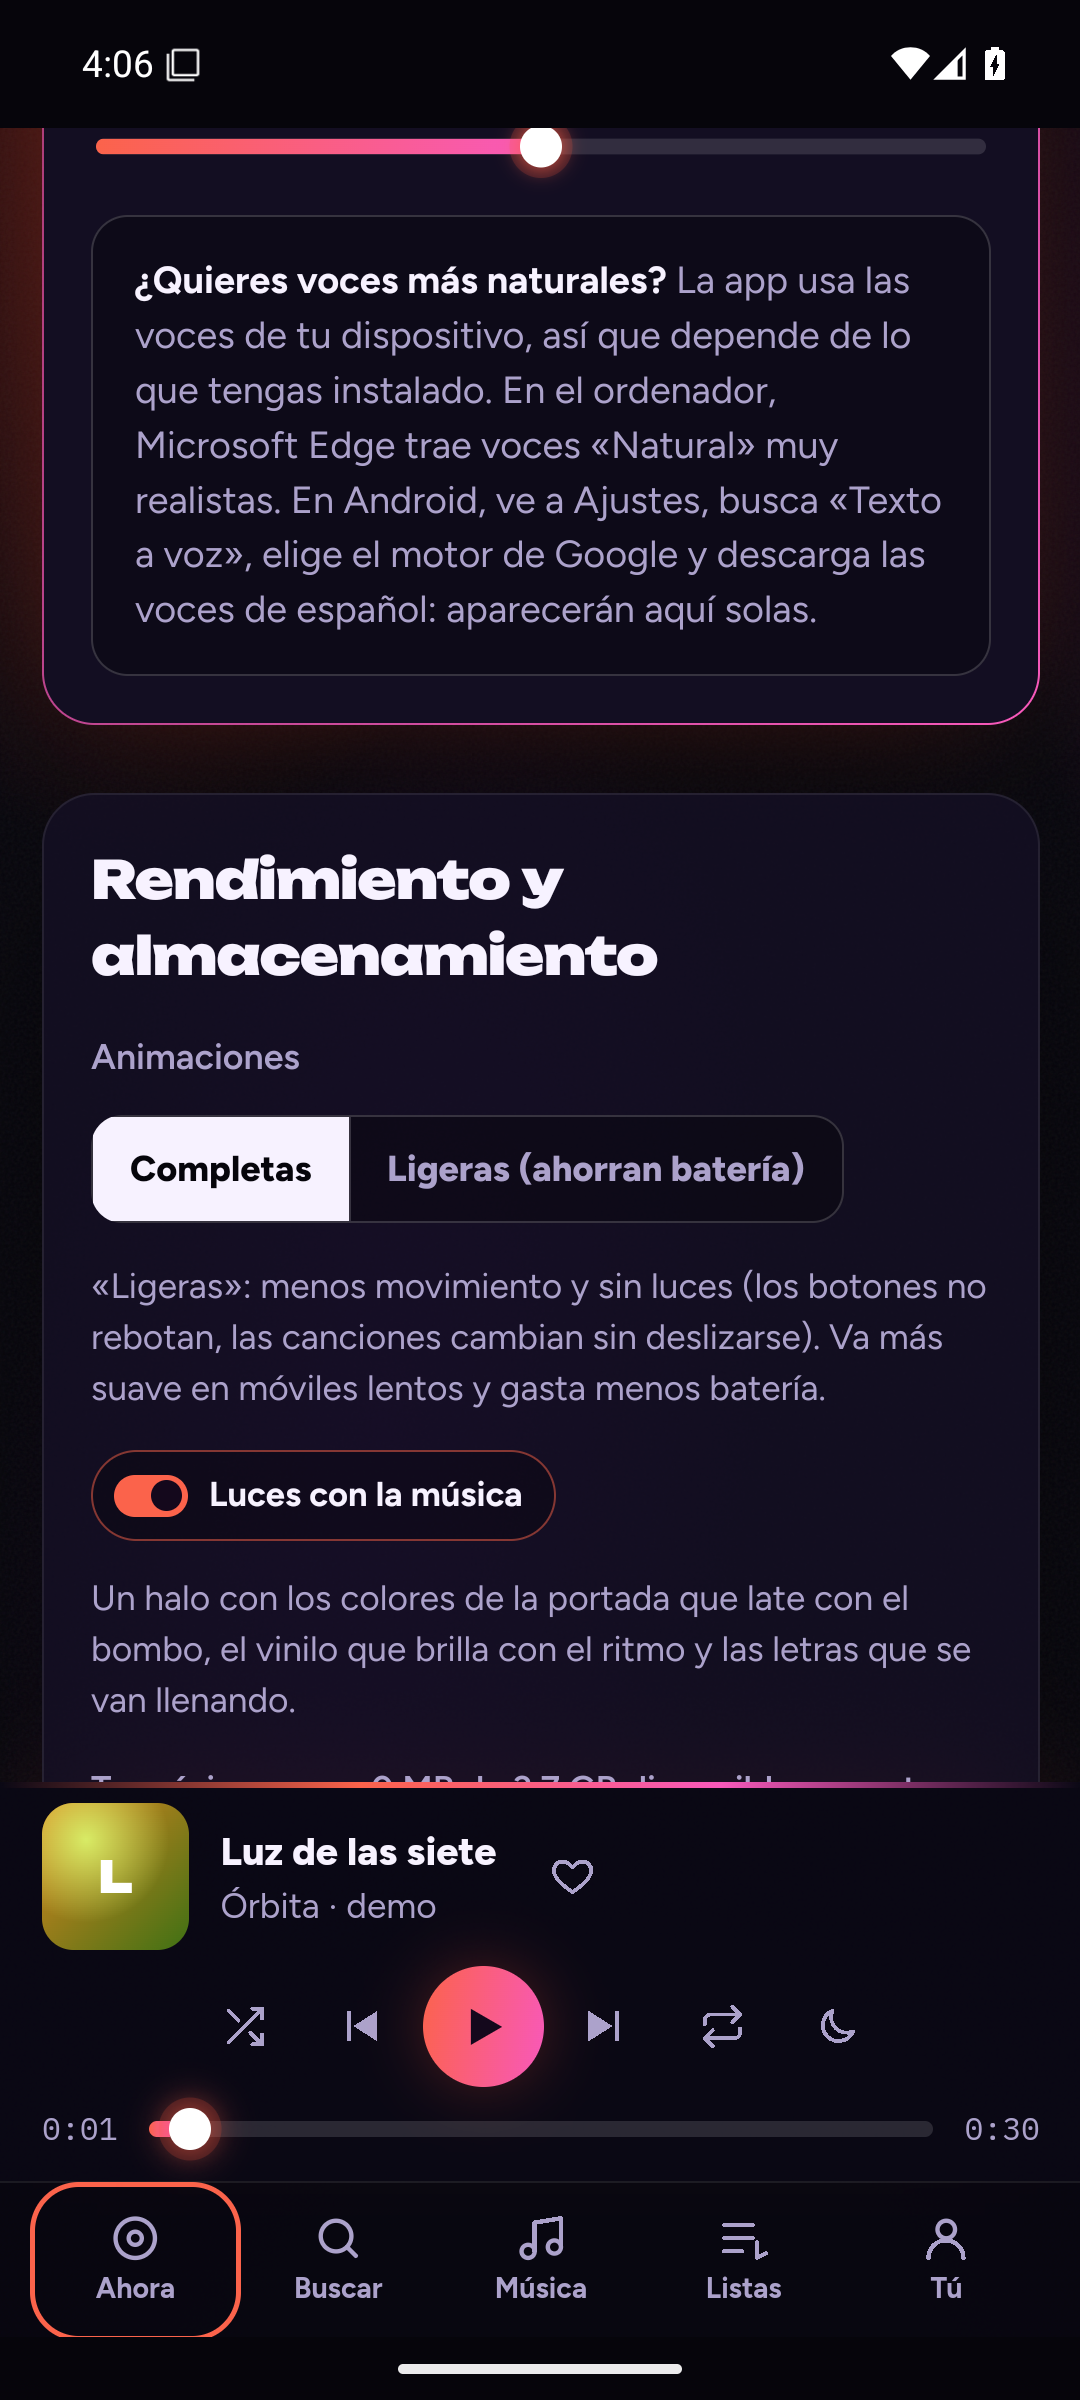 4:06
¿Quieres voces más naturales? La app usa las
voces de tu dispositivo, así que depende de lo
que tengas instalado. En el ordenador,
Microsoft Edge trae voces «Natural» muy
realistas. En Android, ve a Ajustes, busca «Texto
a voz», elige el motor de Google y descarga las
voces de español: aparecerán aquí solas.
Rendimiento y
almacenamiento
Animaciones
Completas
Ligeras (ahorran batería)
«Ligeras»: menos movimiento y sin luces (los botones no
rebotan, las canciones cambian sin deslizarse). Va más
suave en móviles lentos y gasta menos batería.
Luces con la música
Un halo con los colores de la portada que late con el
bombo, el vinilo que brilla con el ritmo y las letras que se
van llenando.
L
Luz de las siete
Órbita · demo
0:01
0:30
Ahora
Buscar
Música
Listas
Tú